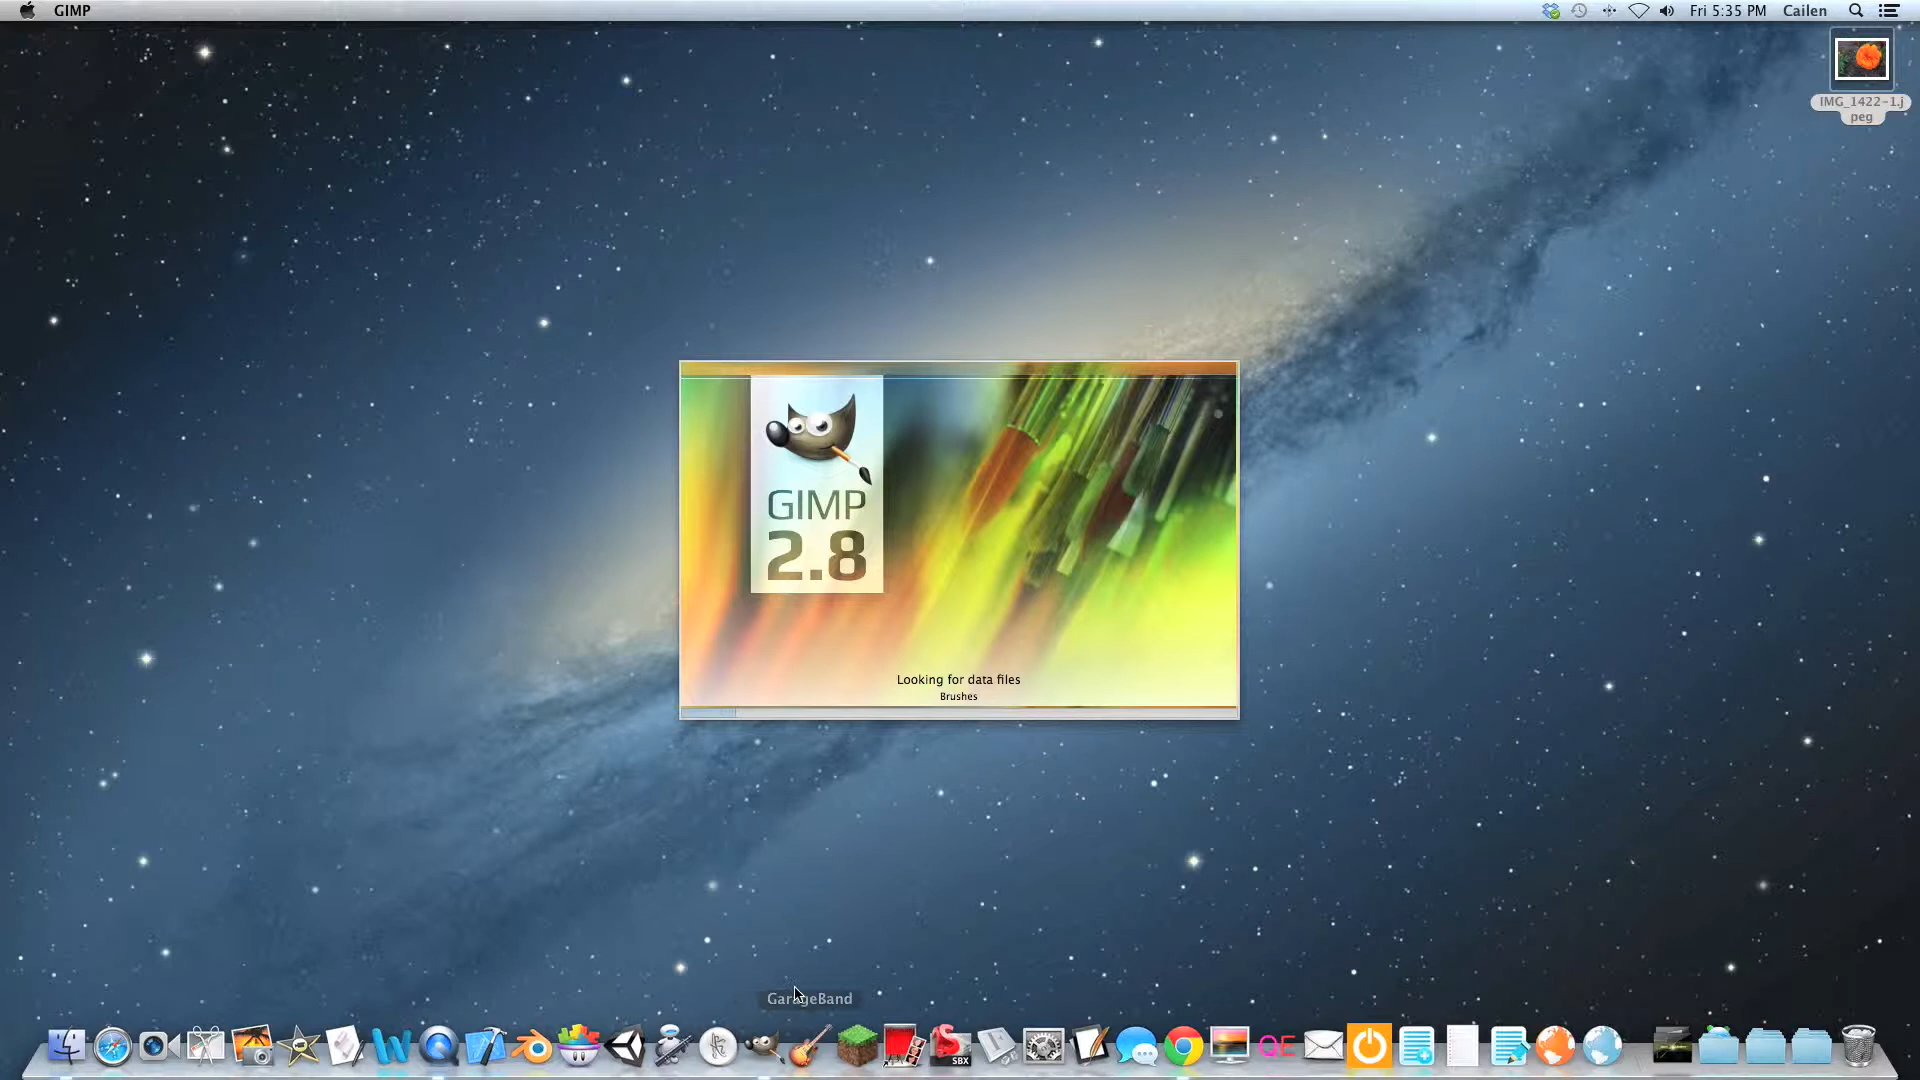 GIMP
Fri 5:35 PM Cailen
IMG_1422-1.j
peg
GIMP
2.8
Looking for data files
Brushes
GarageBand
SBX
QE